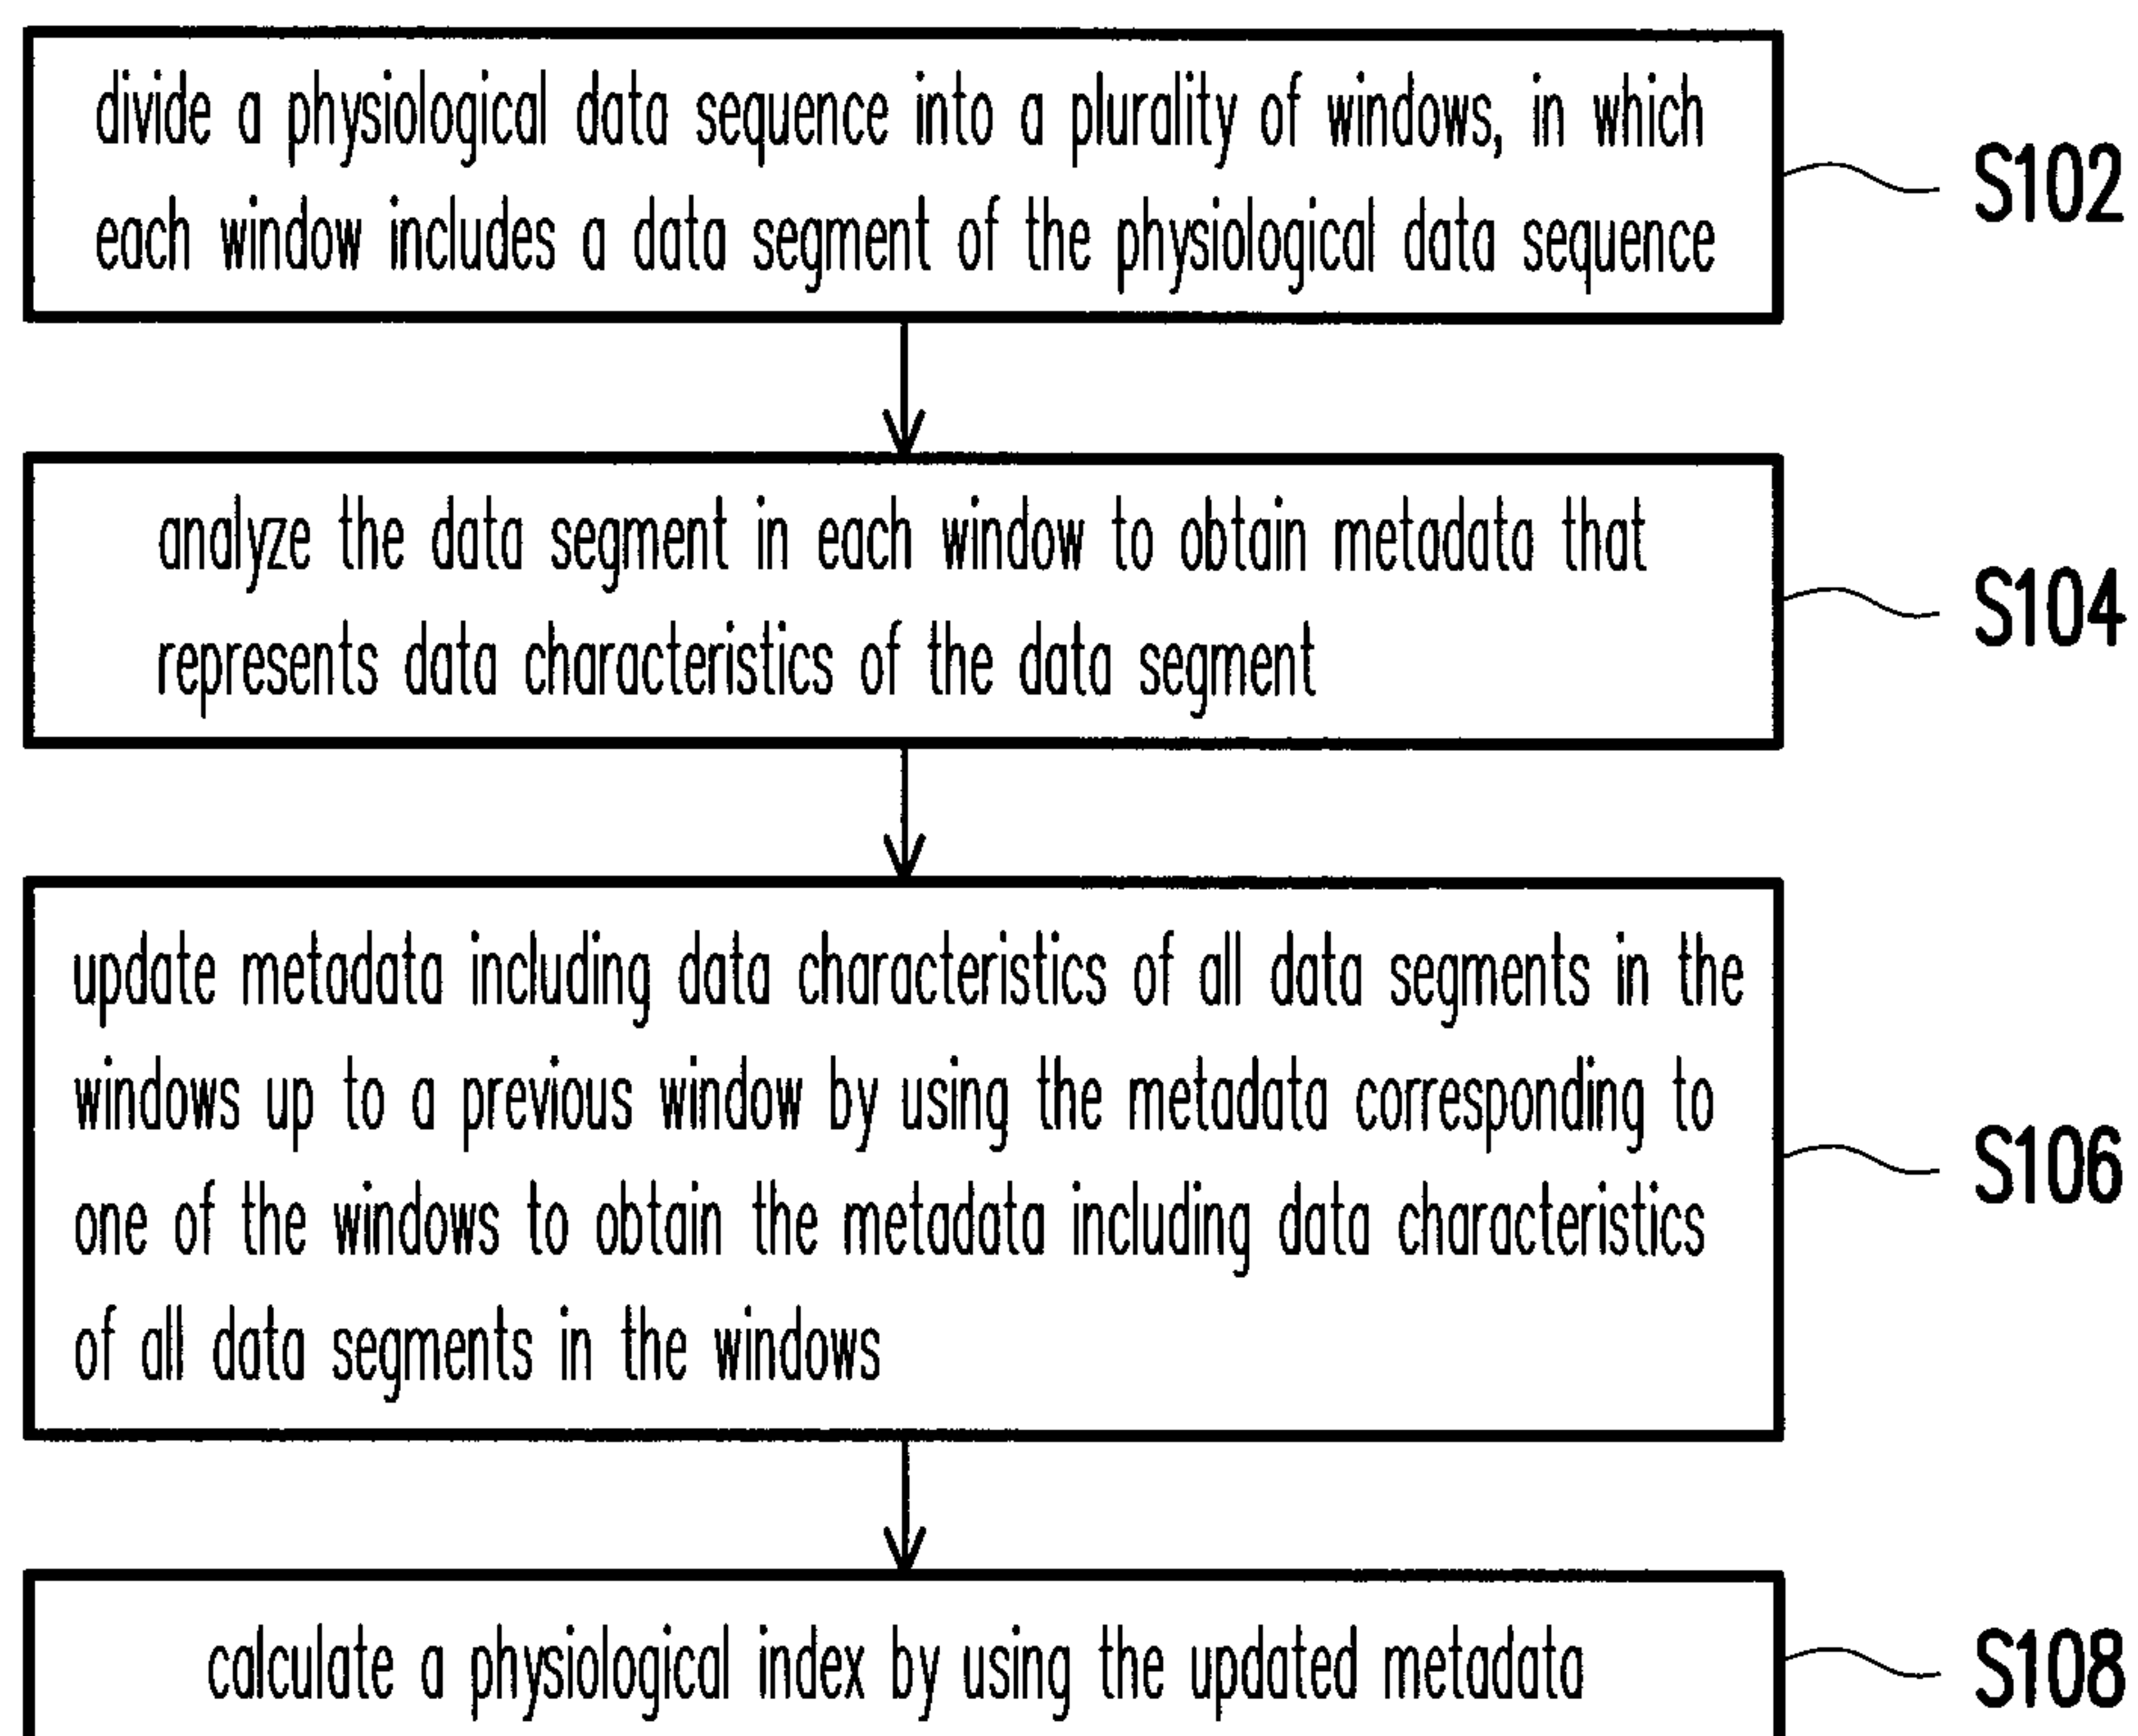 divide a physiological data sequence into a plurality of windows, in which
each window includes a data segment of the physiological data sequence
S102
analyze the data segment in each window to obtain metadata that
represents data characteristics of the data segment
S104
update metadata including data characteristics of all data segments in the
windows up to a previous window by using the metadata corresponding to
one of the windows to obtain the metadata including data characteristics
of all data segments in the windows
S106
calculate a physiological index by using the updated metadata
S108